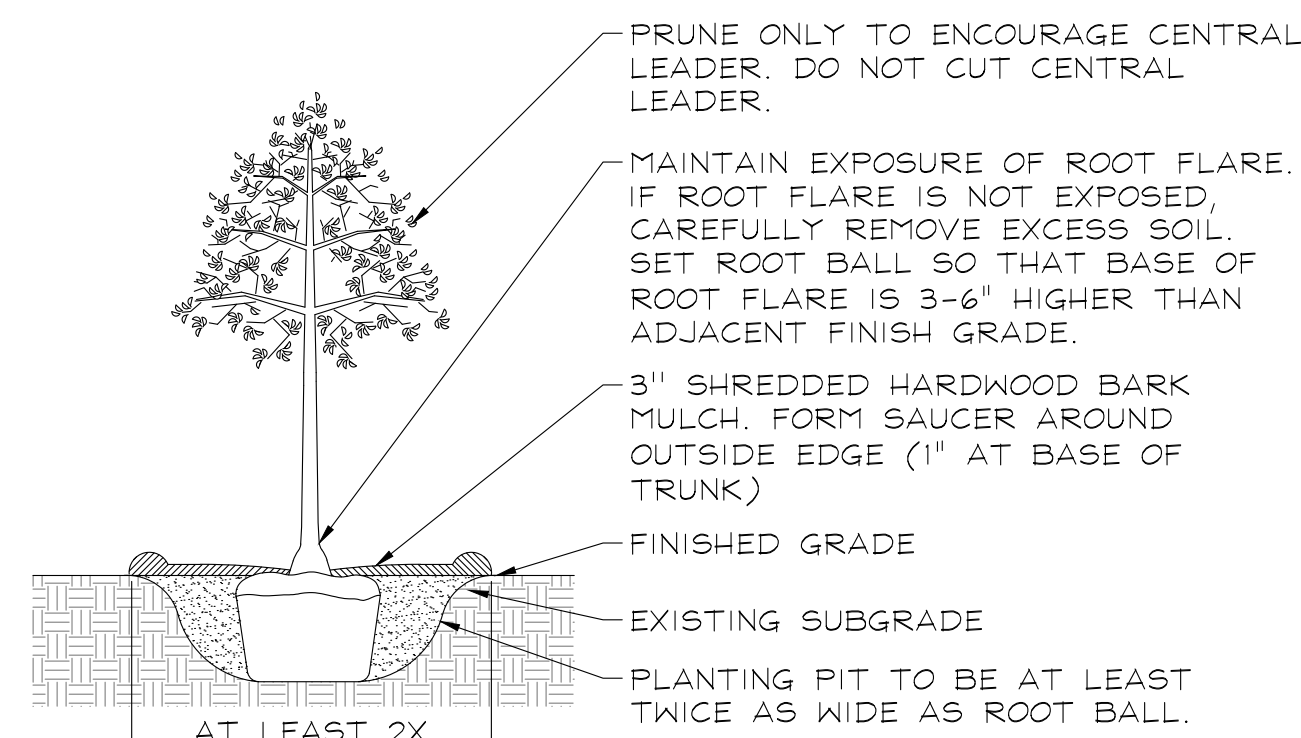 PRUNE ONLY TO ENCOURAGE CENTRAL
LEADER. DO NOT CUT CENTRAL
LEADER.
MAINTAIN EXPOSURE OF ROOT FLARE.
IF ROOT FLARE IS NOT EXPOSED,
CAREFULLY REMOVE EXCESS SOIL.
SET ROOT BALL SO THAT BASE OF
ROOT FLARE IS 3-6" HIGHER THAN
ADJACENT FINISH GRADE.
3" SHREDDED HARDWOOD BARK
MULCH. FORM SAUCER AROUND
OUTSIDE EDGE (1" AT BASE OF
TRUNK)
FINISHED GRADE
EXISTING SUBGRADE
PLANTING PIT TO BE AT LEAST
TWICE AS WIDE AS ROOT BALL.
AT LEAST 2X